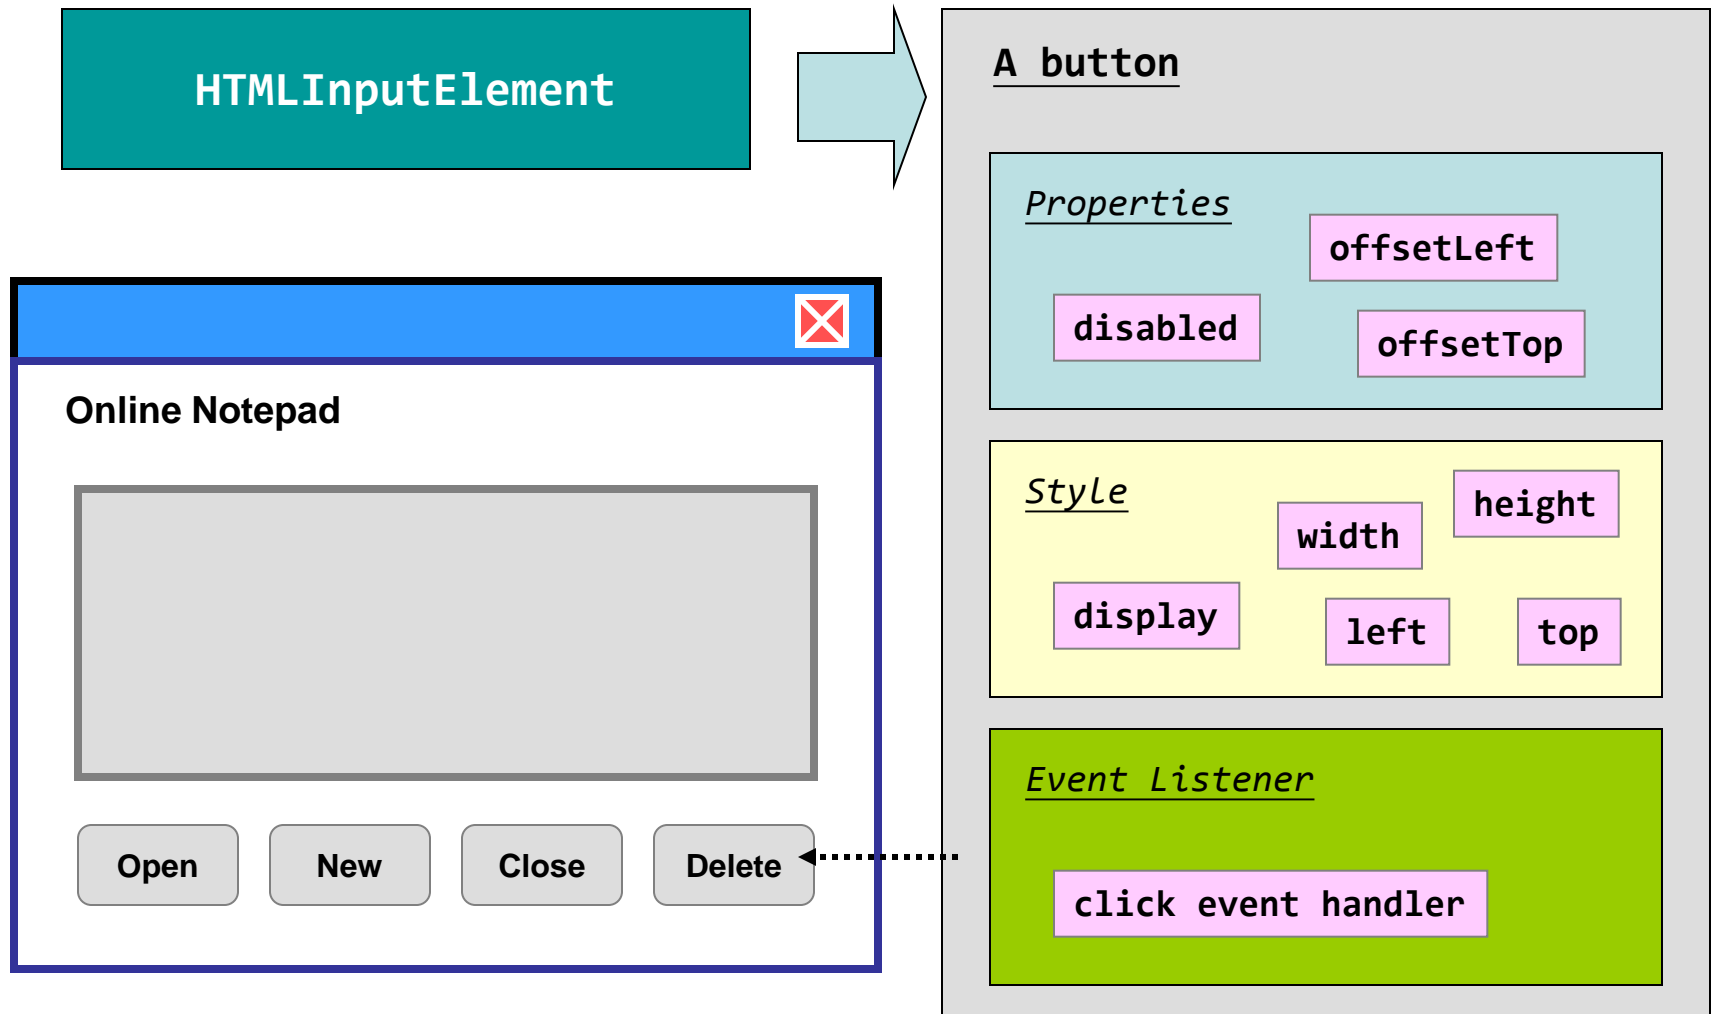 HTMLInputElement
A button
Properties
offsetLeft
disabled
offsetTop
Style
height
width
display
left
top
Event Listener
click event handler
Online Notepad
Open
New
Close
Delete